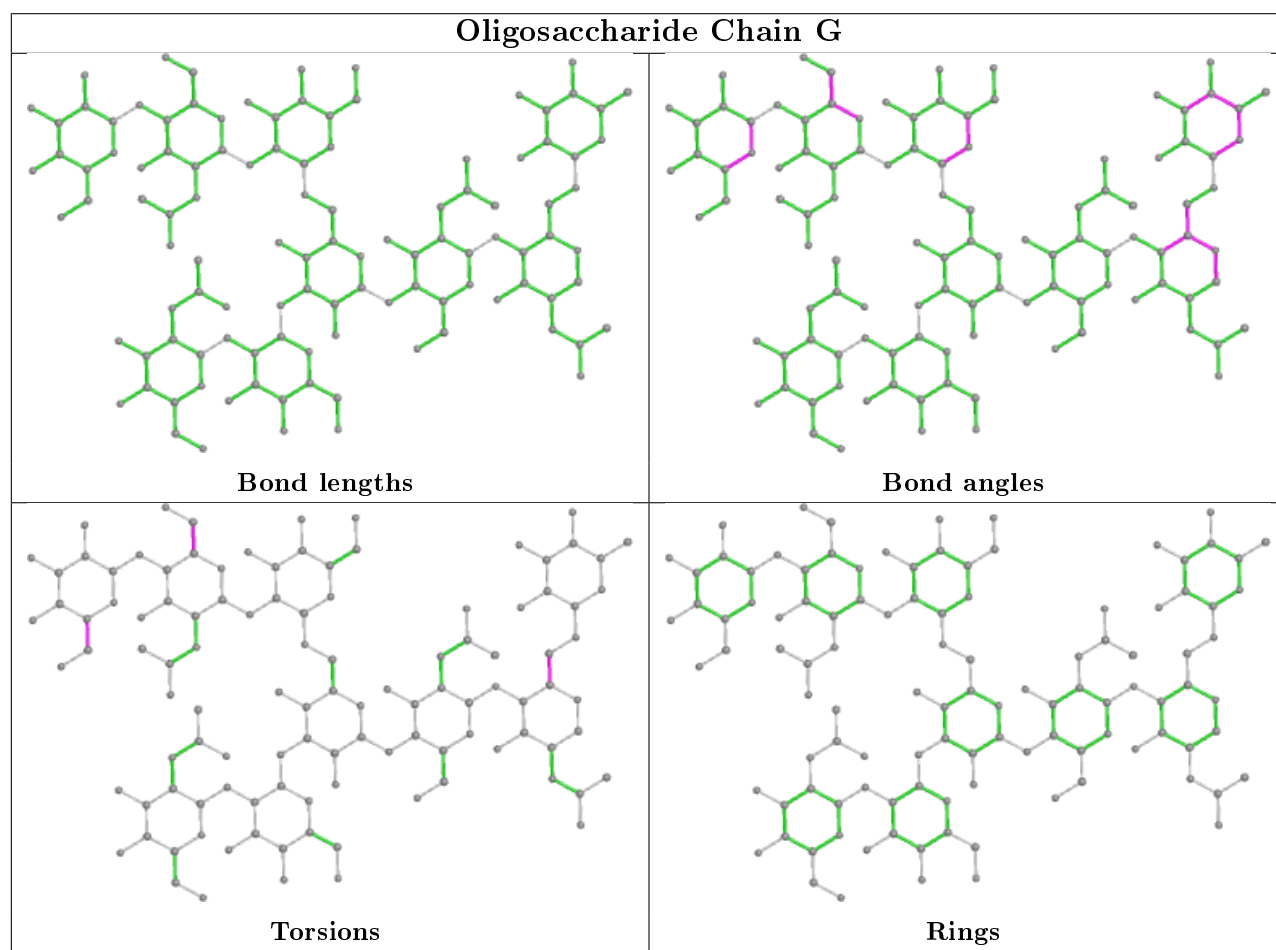 Oligosaccharide Chain G
Bond lengths
Bond angles
Torsions
Rings